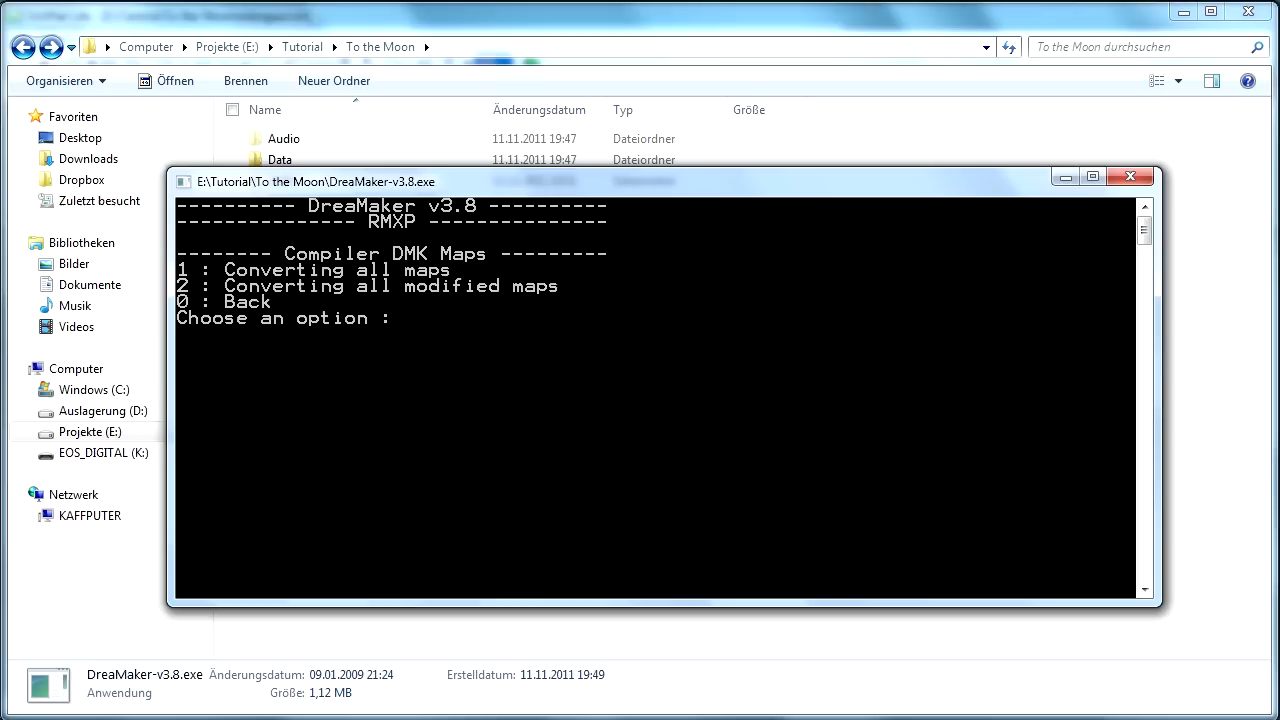 Computer Projekte (E:) Tutorial To the Moon
To the Moon durchsuchen
Organisieren Öffnen Brennen Neuer Ordner
Name Änderungsdatum Typ Größe
Favoriten
Desktop
Downloads
Dropbox
Zuletzt besucht
Bibliotheken
Bilder
Dokumente
Musik
Videos
Computer
Windows (C:)
Auslagerung (D:)
Projekte (E:)
EOS_DIGITAL (K:)
Netzwerk
KAFFPUTER
Audio 11.11.2011 19:47 Dateiordner
Data 11.11.2011 19:47 Dateiordner
E:\Tutorial\To the Moon\DreaMaker-v3.8.exe
---------- DreaMaker v3.8 ----------
--------------- RMXP ---------------
-------- Compiler DMK Maps ---------
1 : Converting all maps
2 : Converting all modified maps
0 : Back
Choose an option :
DreaMaker-v3.8.exe Änderungsdatum: 09.01.2009 21:24 Erstelldatum: 11.11.2011 19:49
Anwendung Größe: 1,12 MB